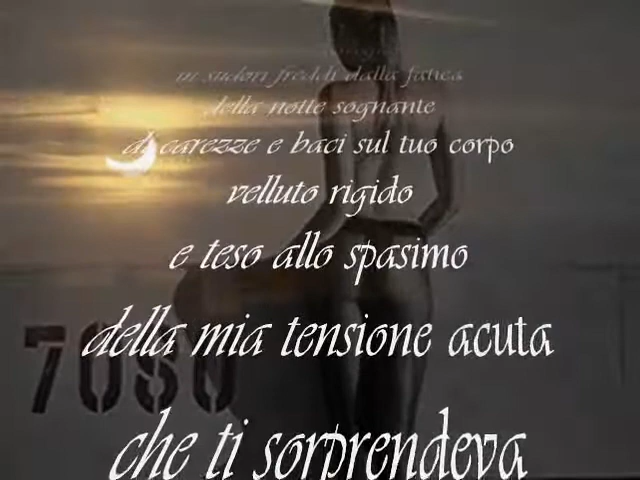 in sudori freddi dalla fatica
della notte sognante
di carezze e baci sul tuo corpo
velluto rigido
e teso allo spasimo
della mia tensione acuta
7080
che ti sorprendeva